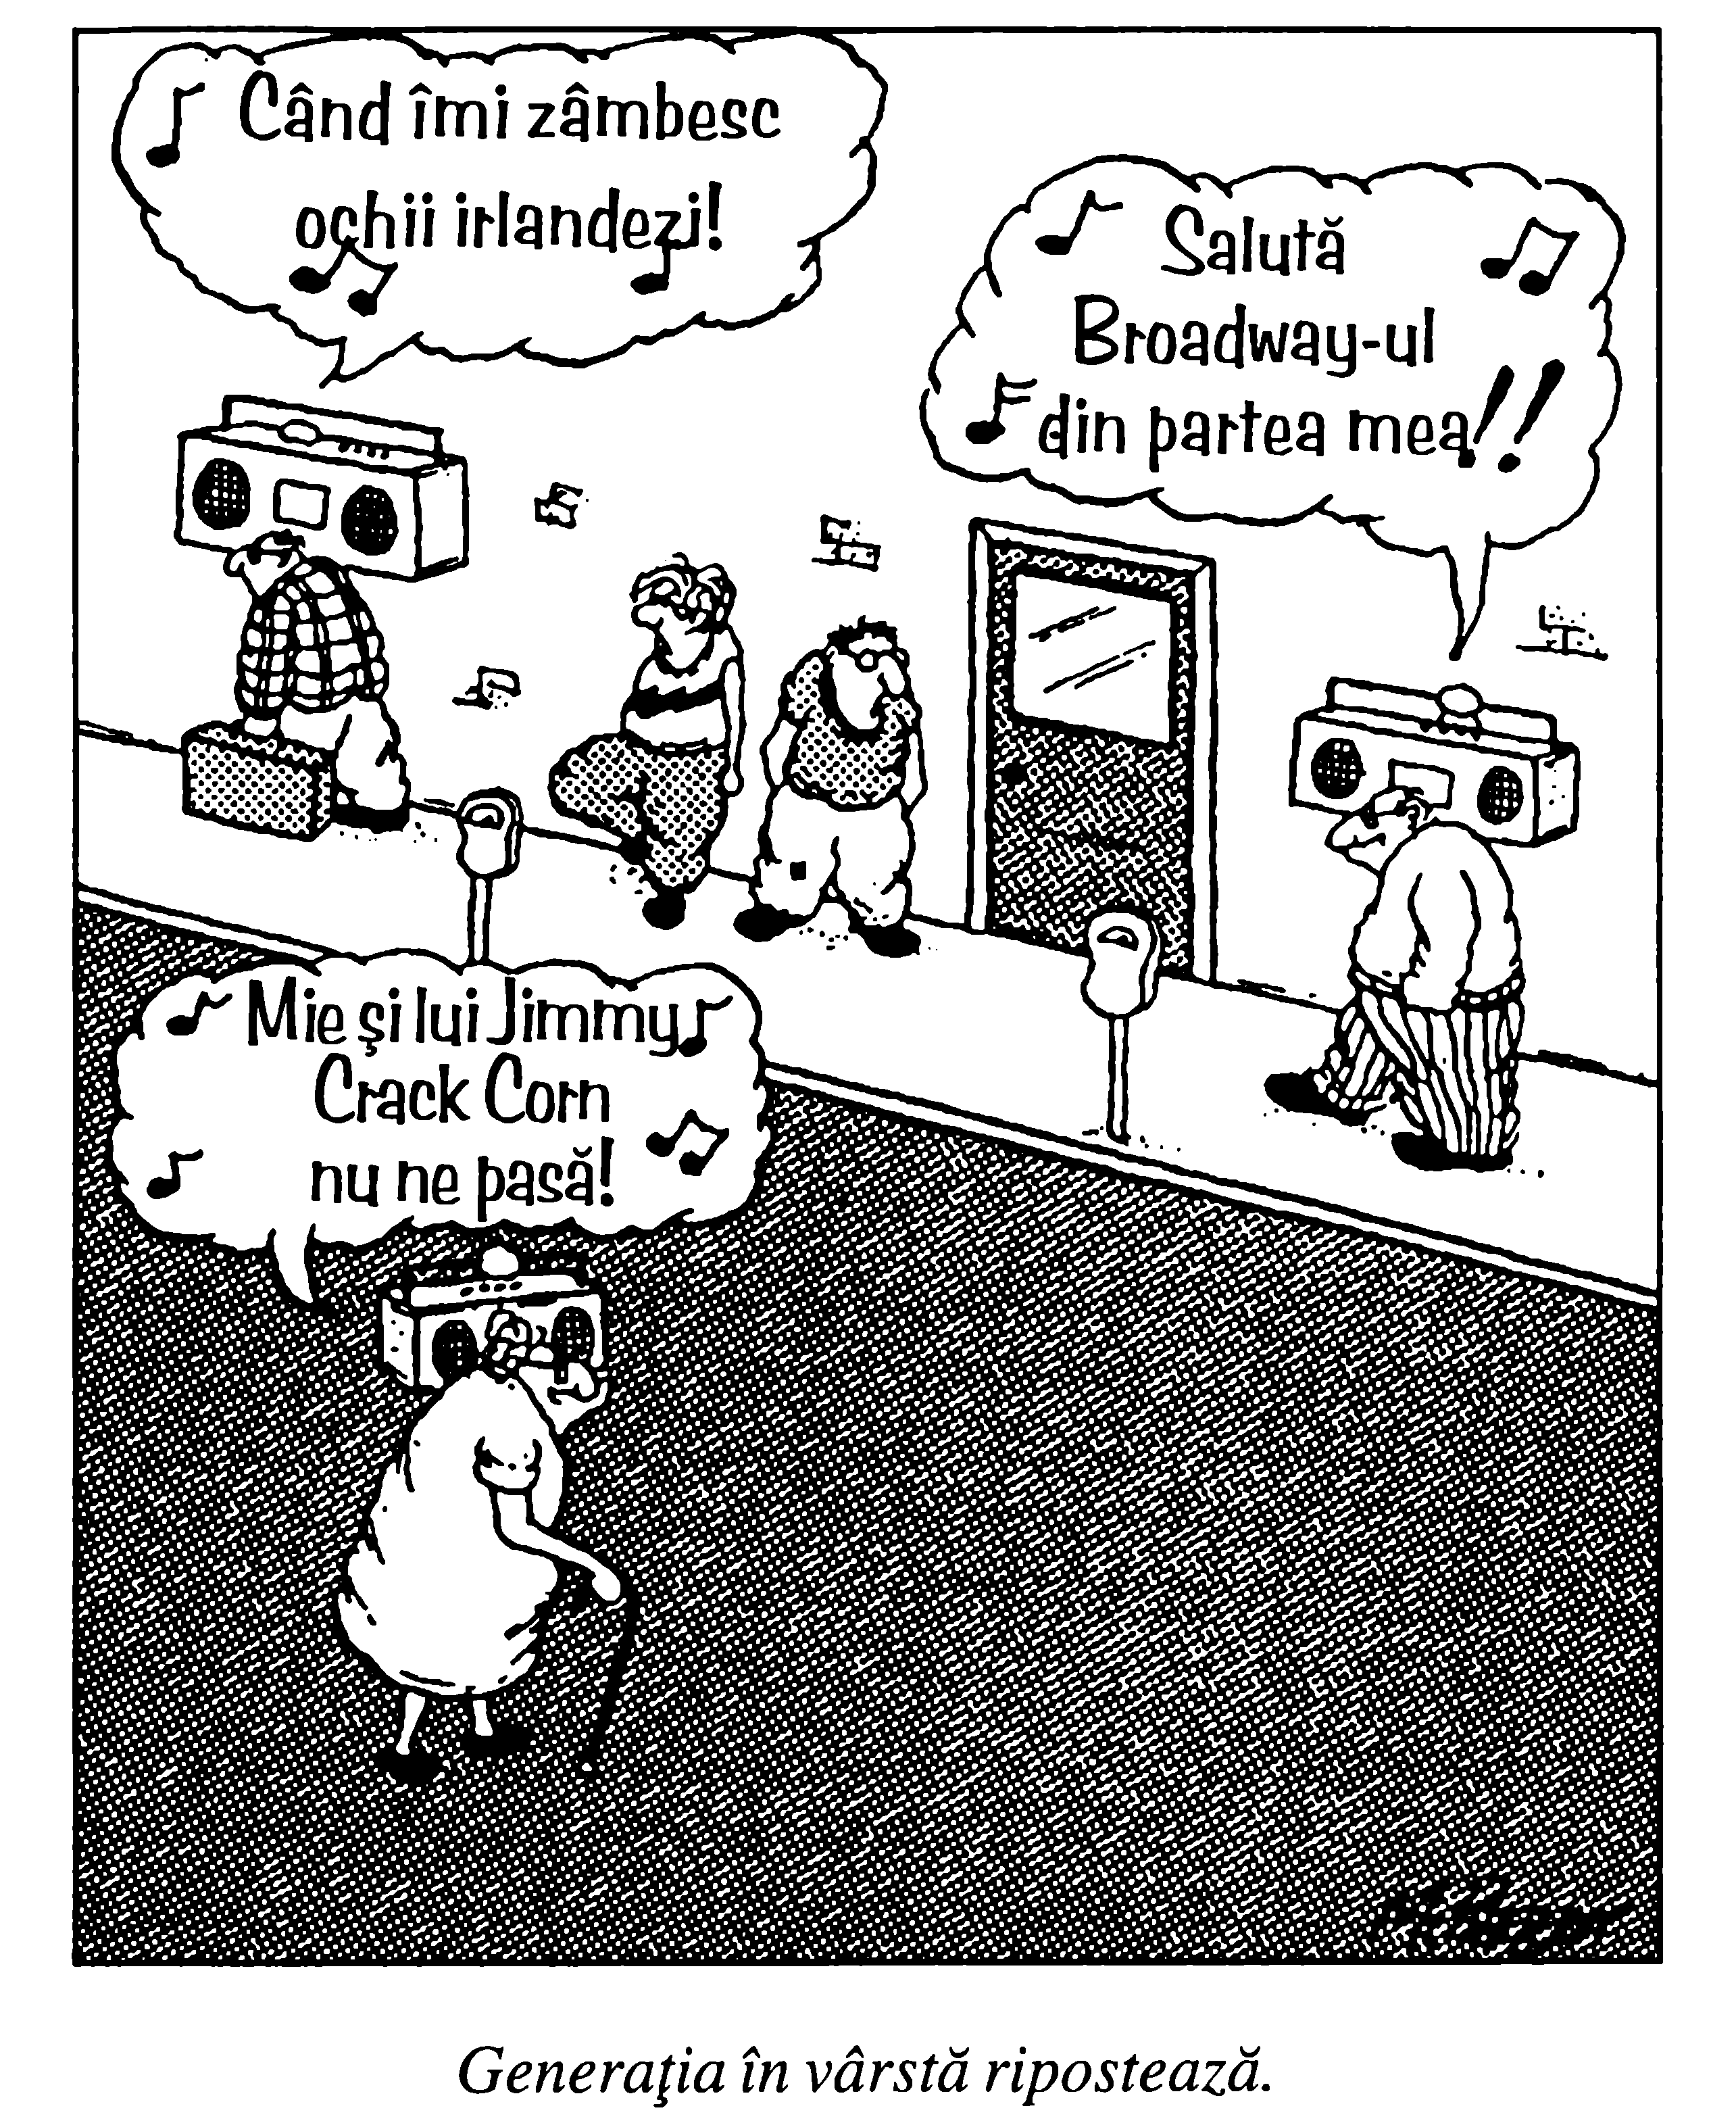 Când îmi zâmbesc
ochii irlandezi!
Salută
Broadway-ul
din partea mea!!
Mie şi lui Jimmy
Crack Corn
nu ne pasă!
Generaţia în vârstă ripostează.